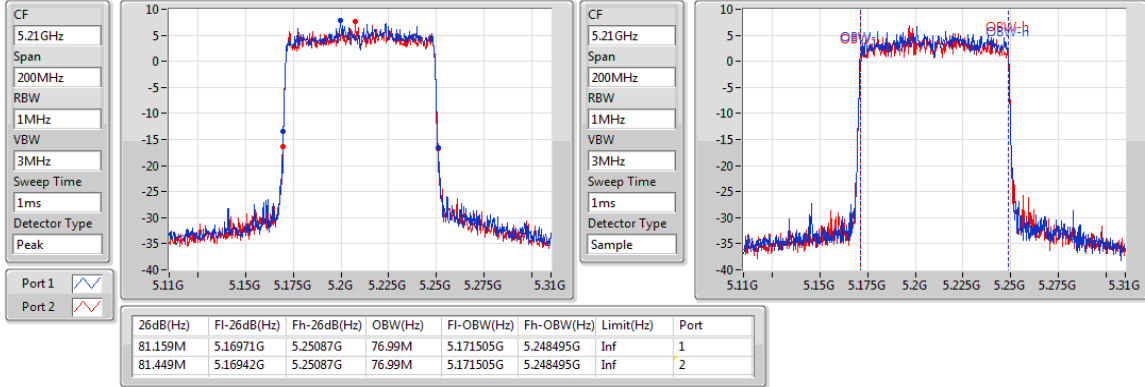 CF
5.21GHz
Span
200MHz
RBW
1MHz
VBW
3MHz
Sweep Time
1ms
Detector Type
Peak
Port 1
Port 2
10
5
0
-5
-10
-15
-20
-25
-30
-35
-40
5.11G 5.15G 5.175G 5.2G 5.225G 5.25G 5.275G 5.31G
CF
5.21GHz
Span
200MHz
RBW
1MHz
VBW
3MHz
Sweep Time
1ms
Detector Type
Sample
10
5
0
-5
-10
-15
-20
-25
-30
-35
-40
OBW-l
OBW-h
OBW-h
5.11G 5.15G 5.175G 5.2G 5.225G 5.25G 5.275G 5.31G
26dB(Hz) Fl-26dB(Hz) Fh-26dB(Hz) OBW(Hz) Fl-OBW(Hz) Fh-OBW(Hz) Limit(Hz) Port
81.159M 5.16971G 5.25087G 76.99M 5.171505G 5.248495G Inf 1
81.449M 5.16942G 5.25087G 76.99M 5.171505G 5.248495G Inf 2